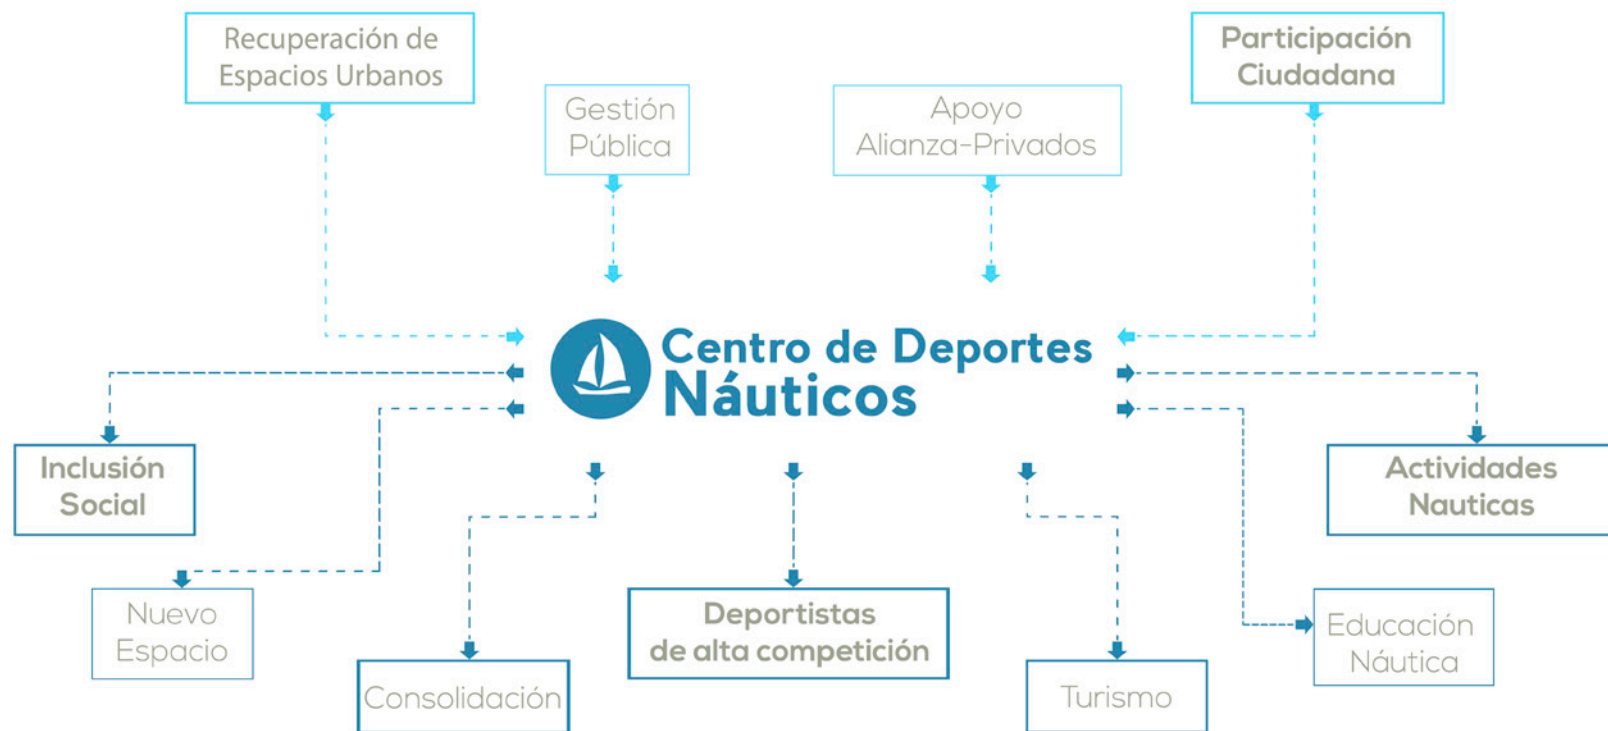 Recuperación de
Espacios Urbanos
Gestión
Pública
Apoyo
Alianza-Privados
Participación
Ciudadana
Centro de Deportes
Náuticos
Inclusión
Social
Actividades
Nauticas
Nuevo
Espacio
Consolidación
Deportistas
de alta competición
Turismo
Educación
Náutica